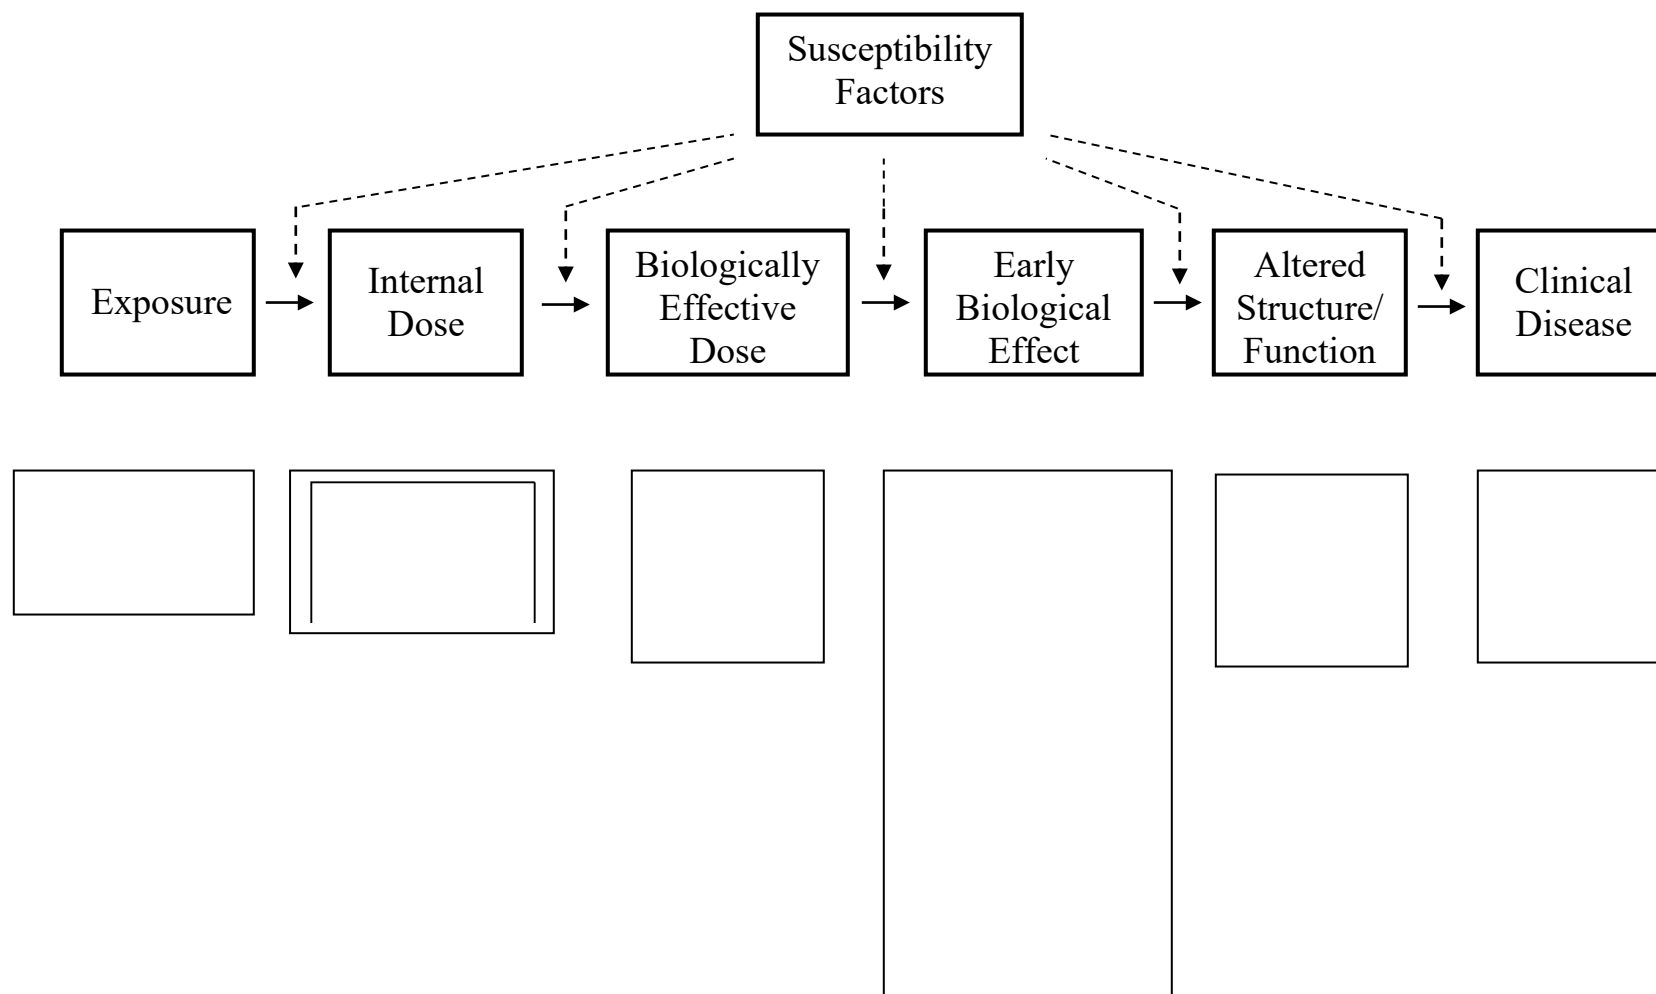 Susceptibility
Factors
Exposure
Internal
Dose
Biologically
Effective
Dose
Early
Biological
Effect
Altered
Structure/
Function
Clinical
Disease